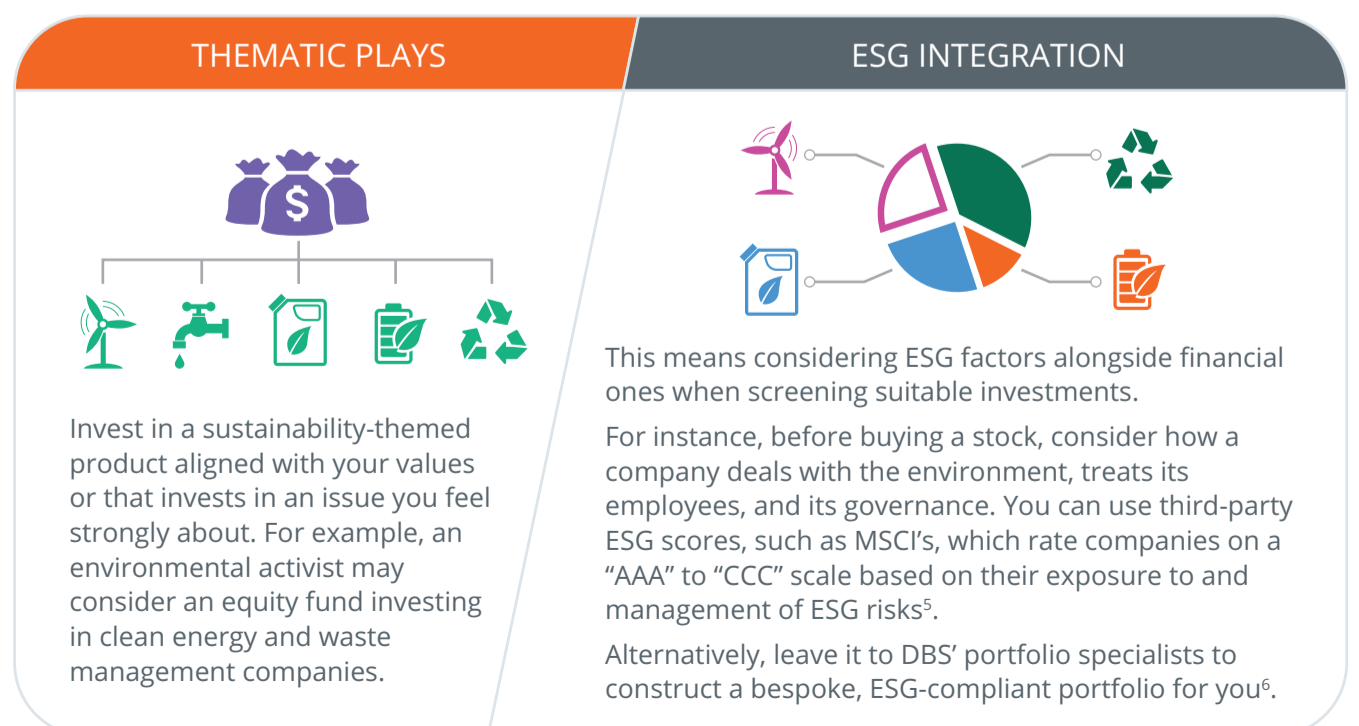 THEMATIC PLAYS
$
Invest in a sustainability-themed
product aligned with your values
or that invests in an issue you feel
strongly about. For example, an
environmental activist may
consider an equity fund investing
in clean energy and waste
management companies.
ESG INTEGRATION
This means considering ESG factors alongside financial
ones when screening suitable investments.
For instance, before buying a stock, consider how a
company deals with the environment, treats its
employees, and its governance. You can use third-party
ESG scores, such as MSCI’s, which rate companies on a
“AAA” to “CCC” scale based on their exposure to and
management of ESG risks⁵.
Alternatively, leave it to DBS’ portfolio specialists to
construct a bespoke, ESG-compliant portfolio for you⁶.